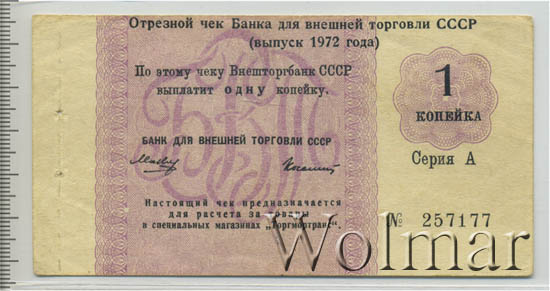 Отрезной чек Банка для внешней торговли СССР
(выпуск 1972 года)
По этому чеку Внешторгбанк СССР
выплатит ОДНУ копейку.
БАНК ДЛЯ ВНЕШНЕЙ ТОРГОВЛИ СССР
Настоящий чек предназначается
для расчета за товары
в специальных магазинах „Торгмортранс“.
1
КОПЕЙКА
Серия А
№ 257177
Wolmar